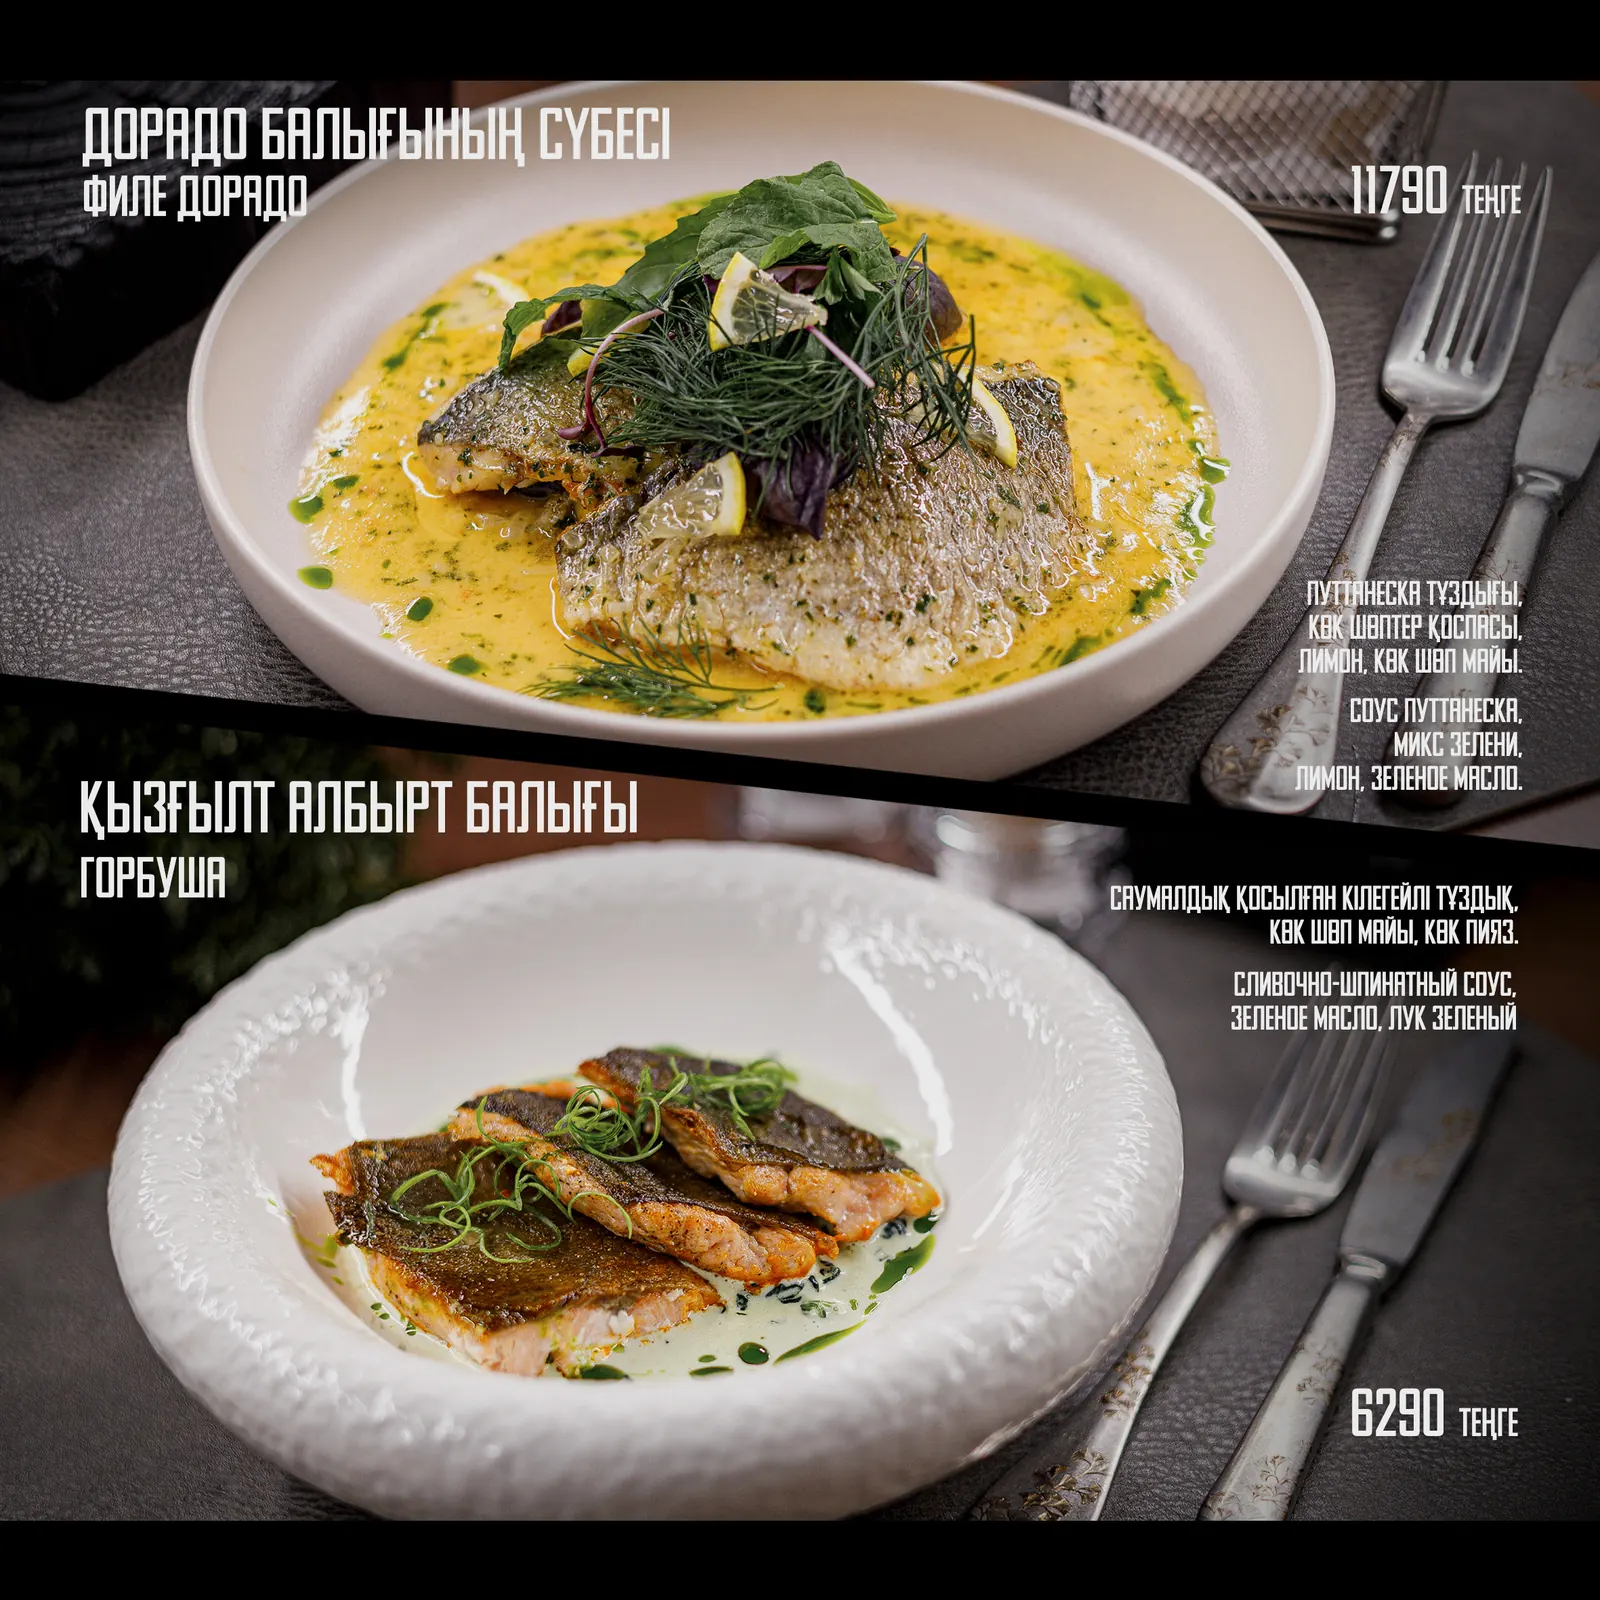 ДОРАДО БАЛЫҒЫНЫҢ СҮБЕСІ
ФИЛЕ ДОРАДО
11790 ТЕҢГЕ
ПУТТАНЕСКА ТҰЗДЫҒЫ,
КӨК ШӨПТЕР ҚОСПАСЫ,
ЛИМОН, КӨК ШӨП МАЙЫ.
СОУС ПУТТАНЕСКА,
МИКС ЗЕЛЕНИ,
ЛИМОН, ЗЕЛЕНОЕ МАСЛО.
ҚЫЗҒЫЛТ АЛБЫРТ БАЛЫҒЫ
ГОРБУША
САУМАЛДЫҚ ҚОСЫЛҒАН КІЛЕГЕЙЛІ ТҰЗДЫҚ,
КӨК ШӨП МАЙЫ, КӨК ПИЯЗ.
СЛИВОЧНО-ШПИНАТНЫЙ СОУС,
ЗЕЛЕНОЕ МАСЛО, ЛУК ЗЕЛЕНЫЙ
6290 ТЕҢГЕ